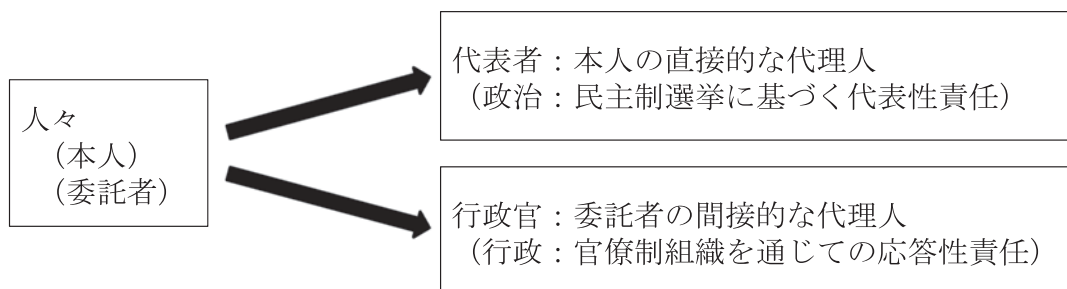 人々
（本人）
（委託者）
代表者：本人の直接的な代理人
（政治：民主制選挙に基づく代表性責任）
行政官：委託者の間接的な代理人
（行政：官僚制組織を通じての応答性責任）